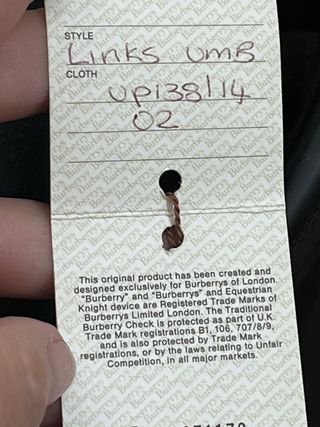 STYLE
Links UMB
CLOTH
UP138/14
02
This original product has been created and
designed exclusively for Burberrys of London.
"Burberry" and "Burberrys" and Equestrian
Knight device are Registered Trade Marks of
Burberrys Limited London. The Traditional
Burberry Check is protected as part of U.K.
Trade Mark registrations B1, 106, 707/8/9,
and is also protected by Trade Mark
registrations, or by the laws relating to Unfair
Competition, in all major markets.